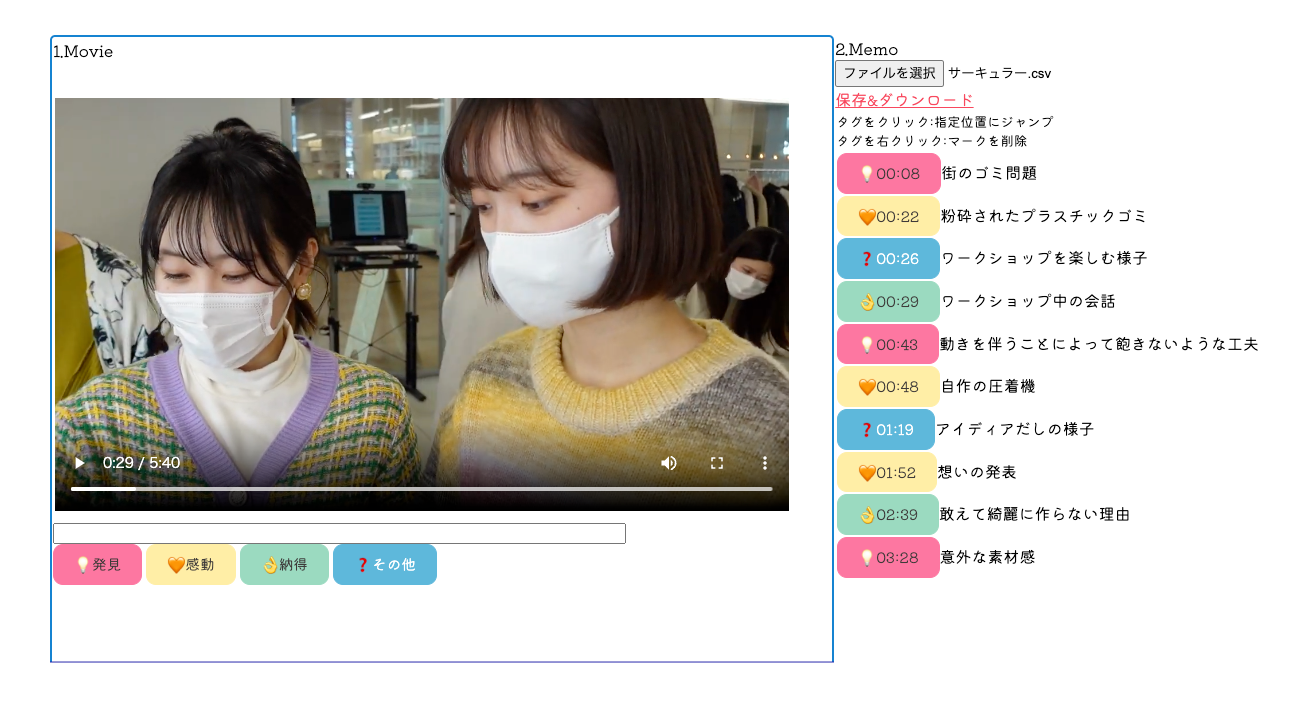 1.Movie
0:29 / 5:40
💡発見 🧡感動 👌納得 ❓その他
2.Memo
ファイルを選択 サーキュラー.csv
保存&ダウンロード
タグをクリック:指定位置にジャンプ
タグを右クリック:マークを削除
💡00:08 街のゴミ問題
🧡00:22 粉砕されたプラスチックゴミ
❓00:26 ワークショップを楽しむ様子
👌00:29 ワークショップ中の会話
💡00:43 動きを伴うことによって飽きないような工夫
🧡00:48 自作の圧着機
❓01:19 アイディアだしの様子
🧡01:52 想いの発表
👌02:39 敢えて綺麗に作らない理由
💡03:28 意外な素材感